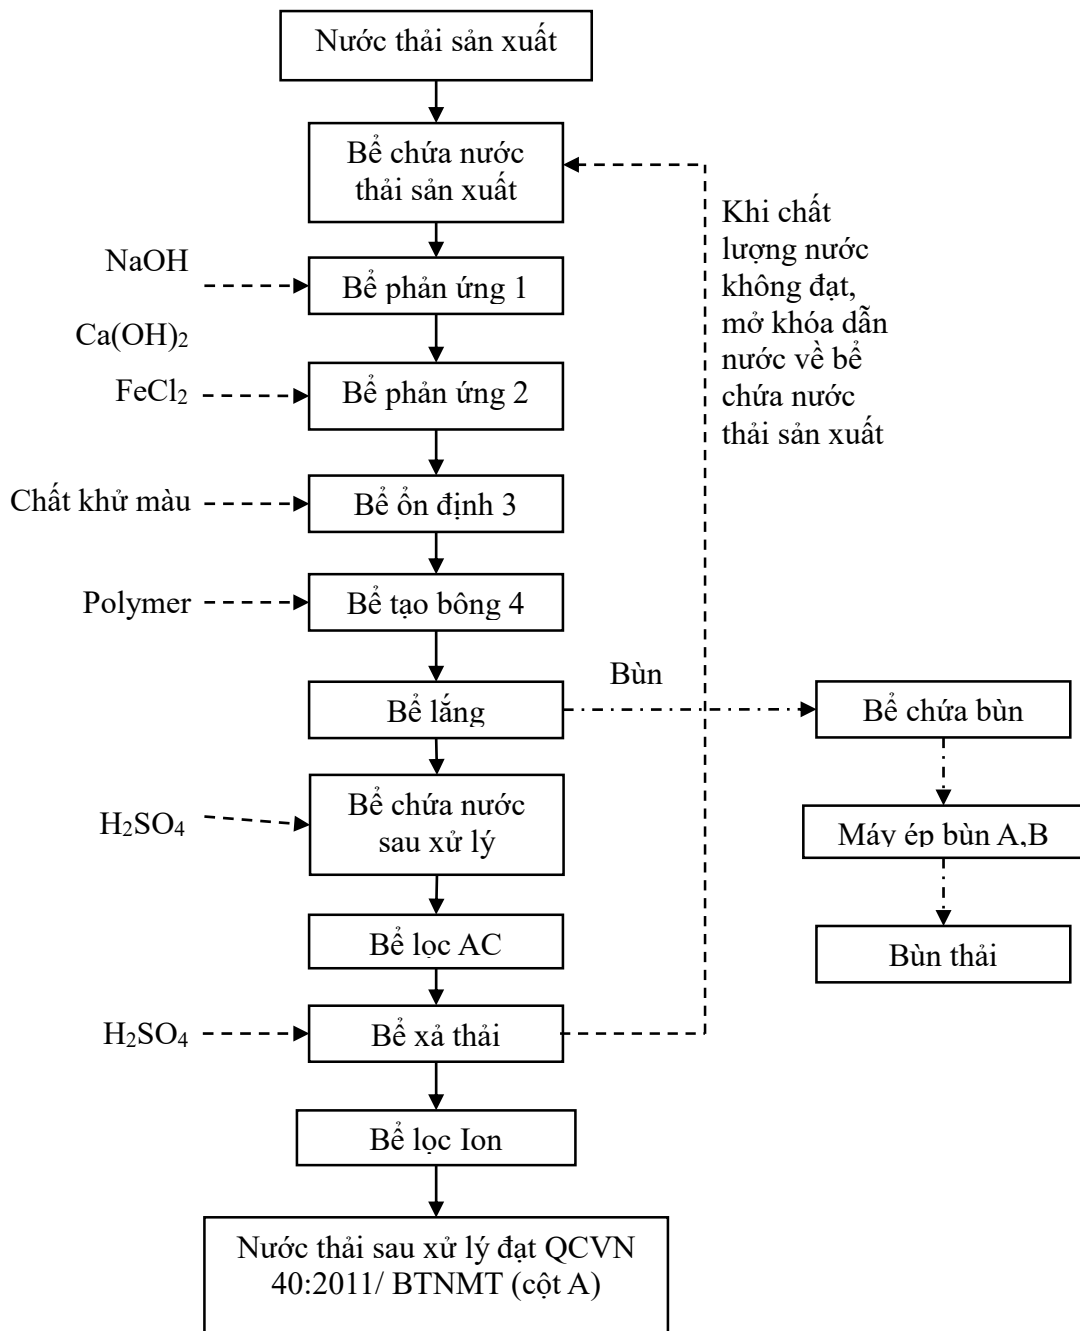 Nước thải sản xuất
Bể chứa nước
thải sản xuất
Khi chất
lượng nước
không đạt,
mở khóa dẫn
nước về bể
chứa nước
thải sản xuất
NaOH
Bể phản ứng 1
Ca(OH)₂
FeCl₂
Bể phản ứng 2
Chất khử màu
Bể ổn định 3
Polymer
Bể tạo bông 4
Bùn
Bể lắng
Bể chứa bùn
Bể chứa nước
sau xử lý
H₂SO₄
Máy ép bùn A,B
Bể lọc AC
Bùn thải
H₂SO₄
Bể xả thải
Bể lọc Ion
Nước thải sau xử lý đạt QCVN
40:2011/ BTNMT (cột A)